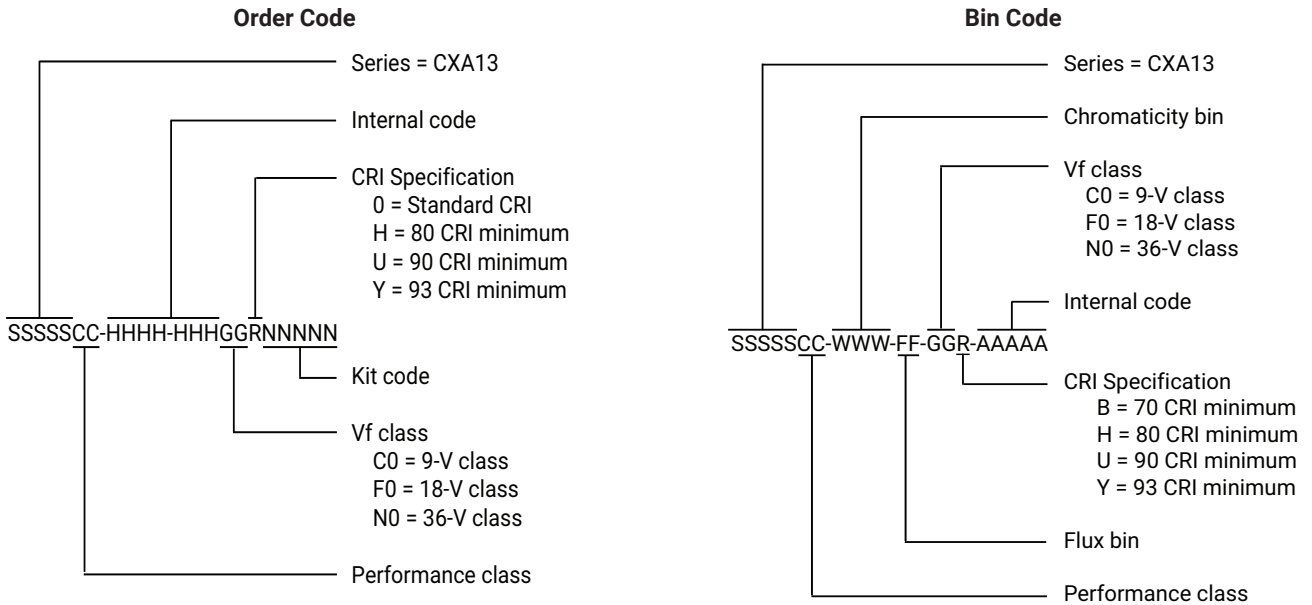 Order Code
Series = CXA13
Internal code
CRI Specification
0 = Standard CRI
H = 80 CRI minimum
U = 90 CRI minimum
Y = 93 CRI minimum
SSSSSCC-HHHH-HHHGGRNNNNN
Kit code
Vf class
C0 = 9-V class
F0 = 18-V class
N0 = 36-V class
Performance class
Bin Code
Series = CXA13
Chromaticity bin
Vf class
C0 = 9-V class
F0 = 18-V class
N0 = 36-V class
Internal code
SSSSSCC-WWW-FF-GGR-AAAAA
CRI Specification
B = 70 CRI minimum
H = 80 CRI minimum
U = 90 CRI minimum
Y = 93 CRI minimum
Flux bin
Performance class